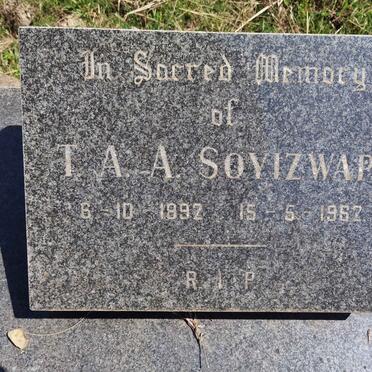 In Sacred Memory
of
T. A. A. SOYIZWAP
6-10-1892 15-5-1962
R. I. P.